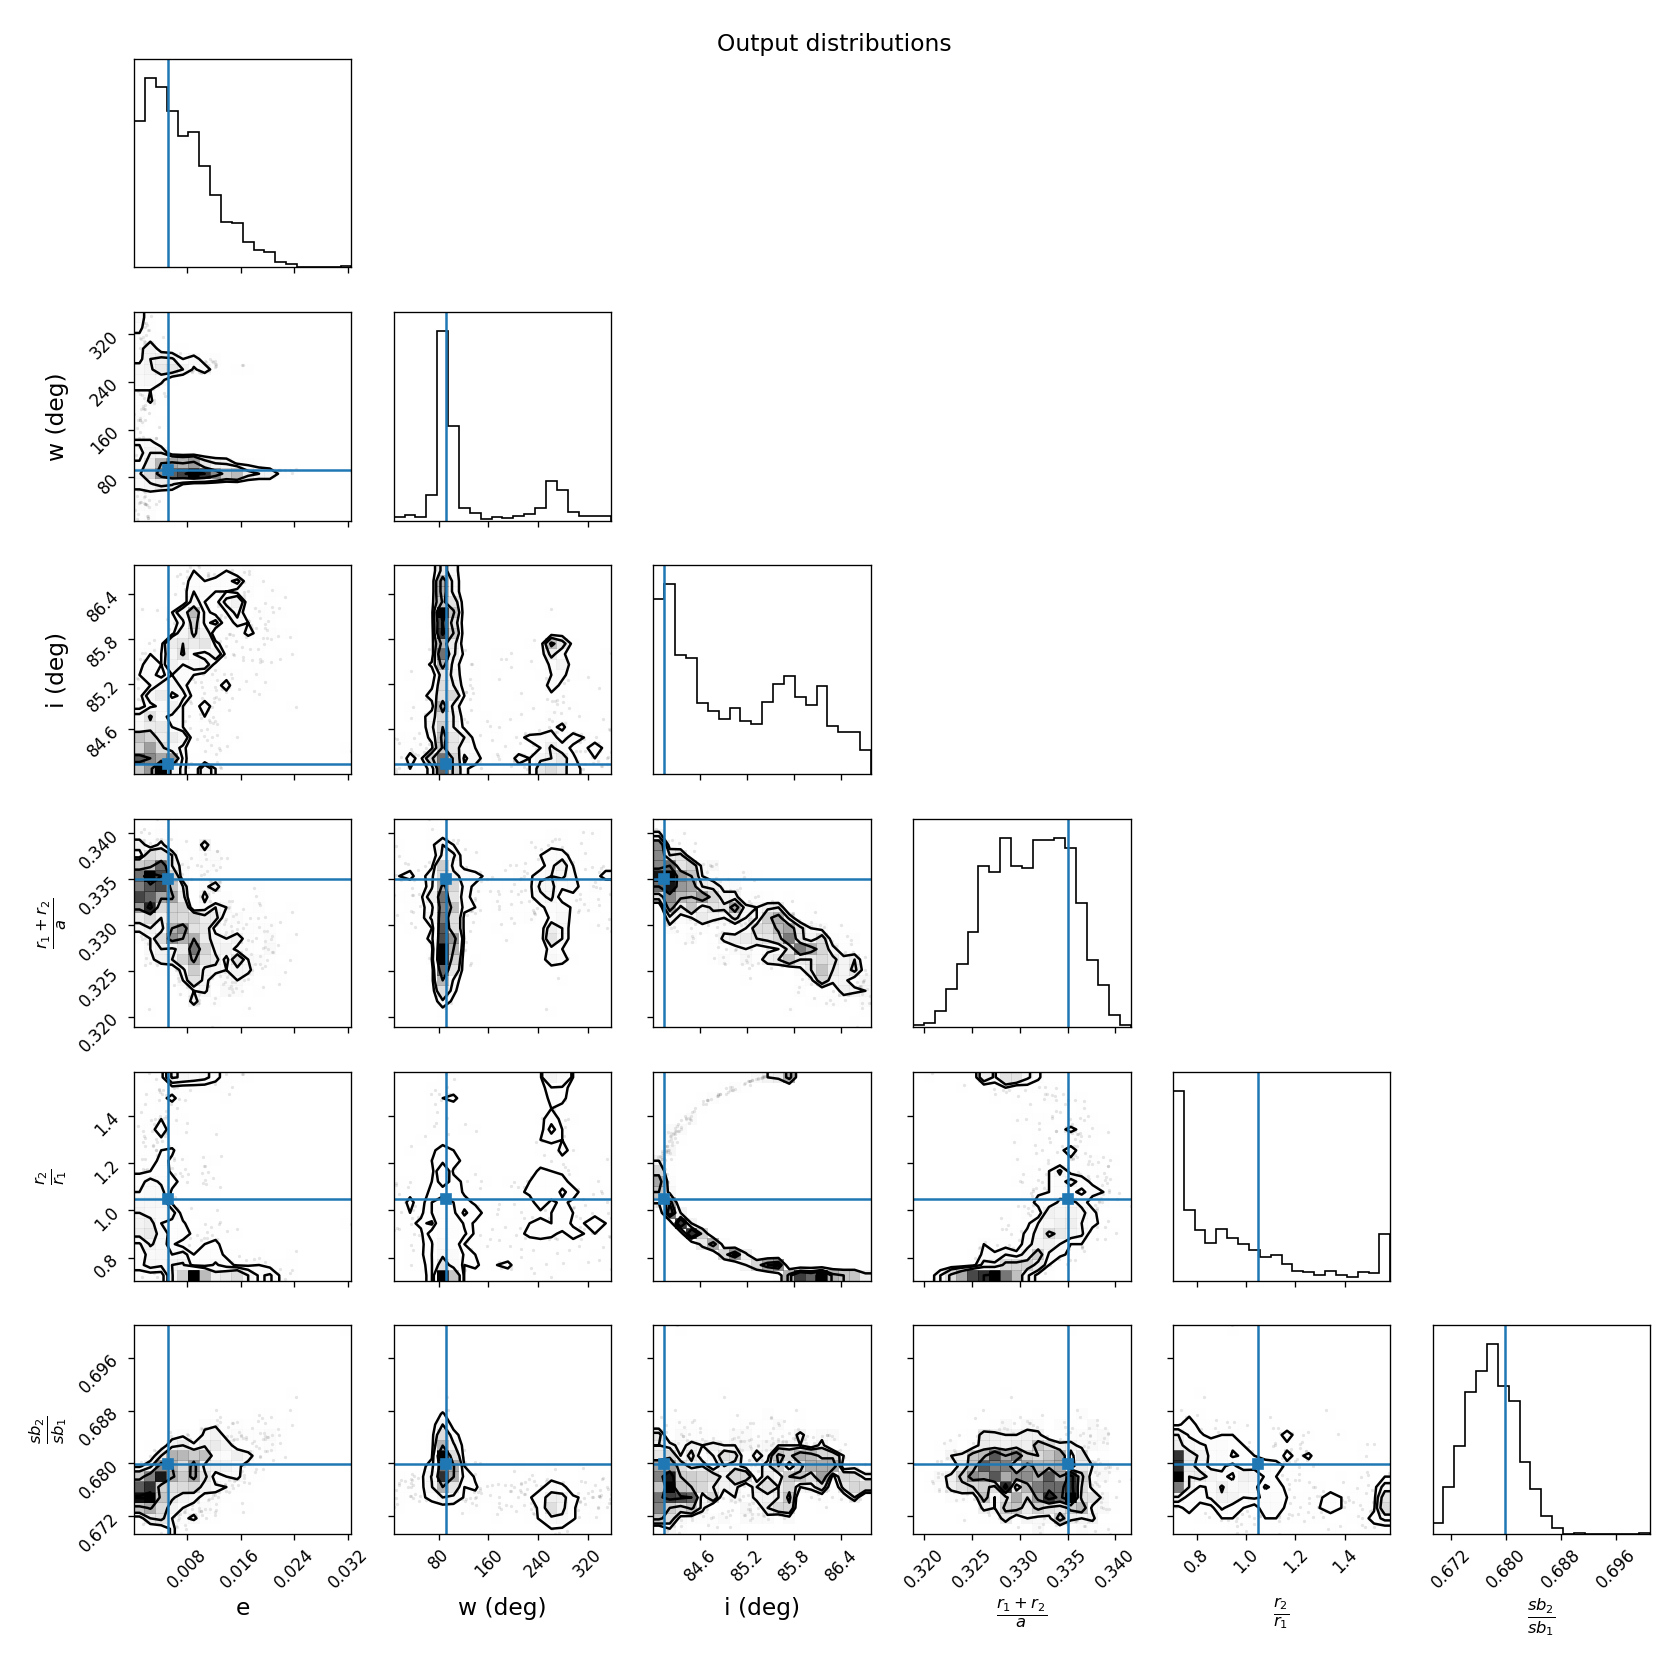 Output distributions
w (deg)
320
240
160
80
i (deg)
86.4
85.8
85.2
84.6
r₁ + r₂
a
0.340
0.335
0.330
0.325
0.320
r₂
r₁
1.4
1.2
1.0
0.8
sb₂
sb₁
0.696
0.688
0.680
0.672
0.008 0.016 0.024 0.032 80 160 240 320 84.6 85.2 85.8 86.4 0.320 0.325 0.330 0.335 0.340 0.8 1.0 1.2 1.4 0.672 0.680 0.688 0.696
e w (deg) i (deg) r₁ + r₂ r₂ sb₂
a r₁ sb₁